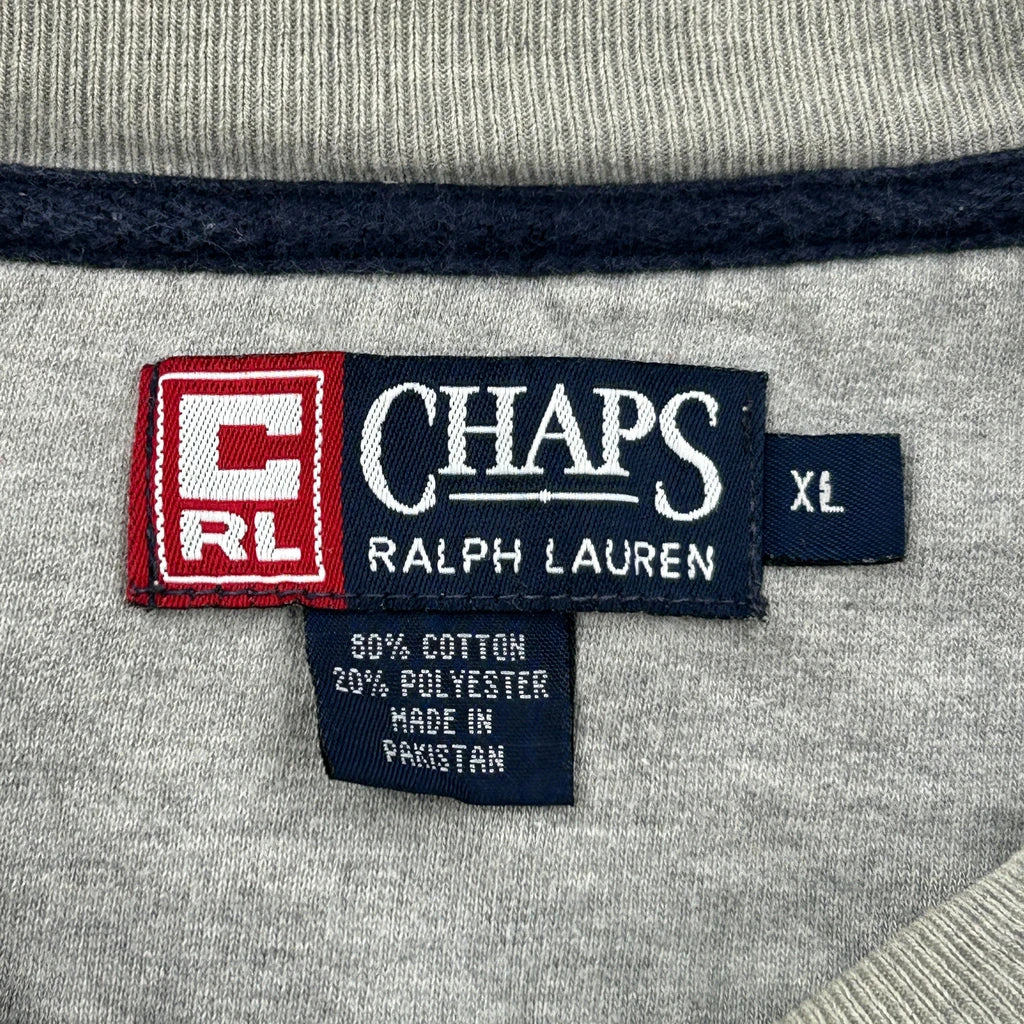 C
RL
CHAPS
RALPH LAUREN
XL
80% COTTON
20% POLYESTER
MADE IN
PAKISTAN